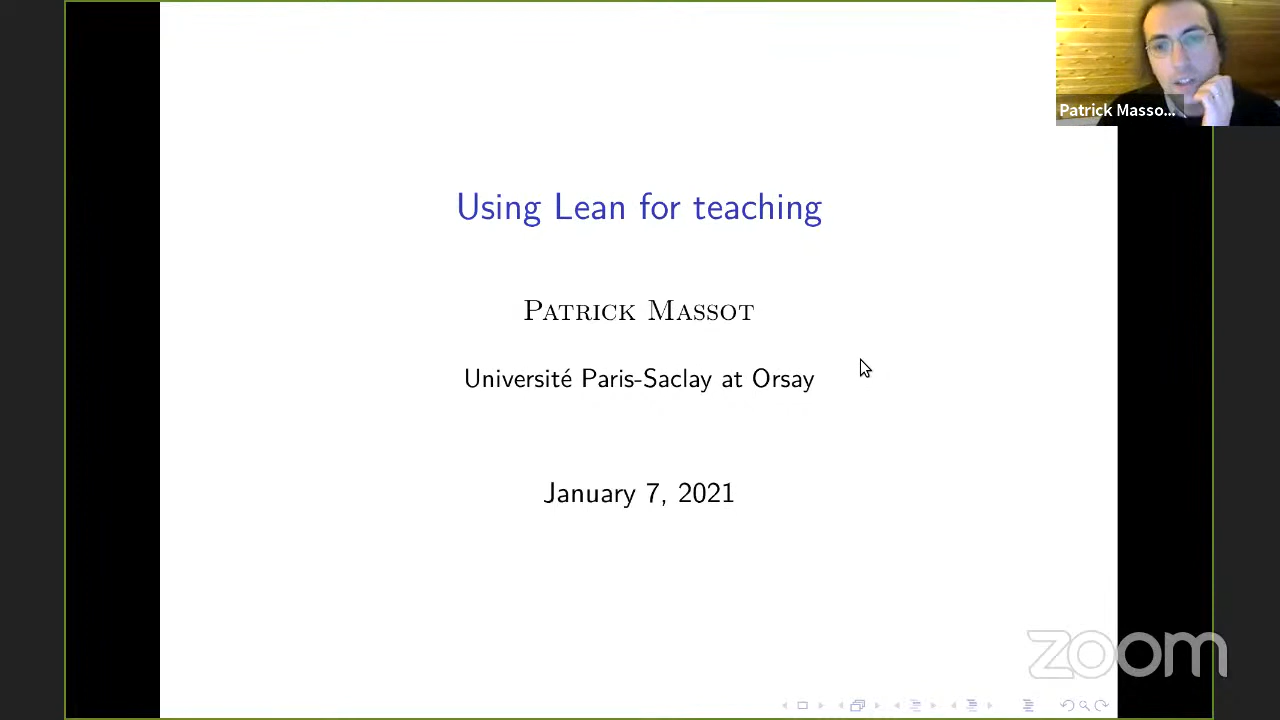 Using Lean for teaching
Patrick Massot
Université Paris-Saclay at Orsay
January 7, 2021
Patrick Masso...
zoom